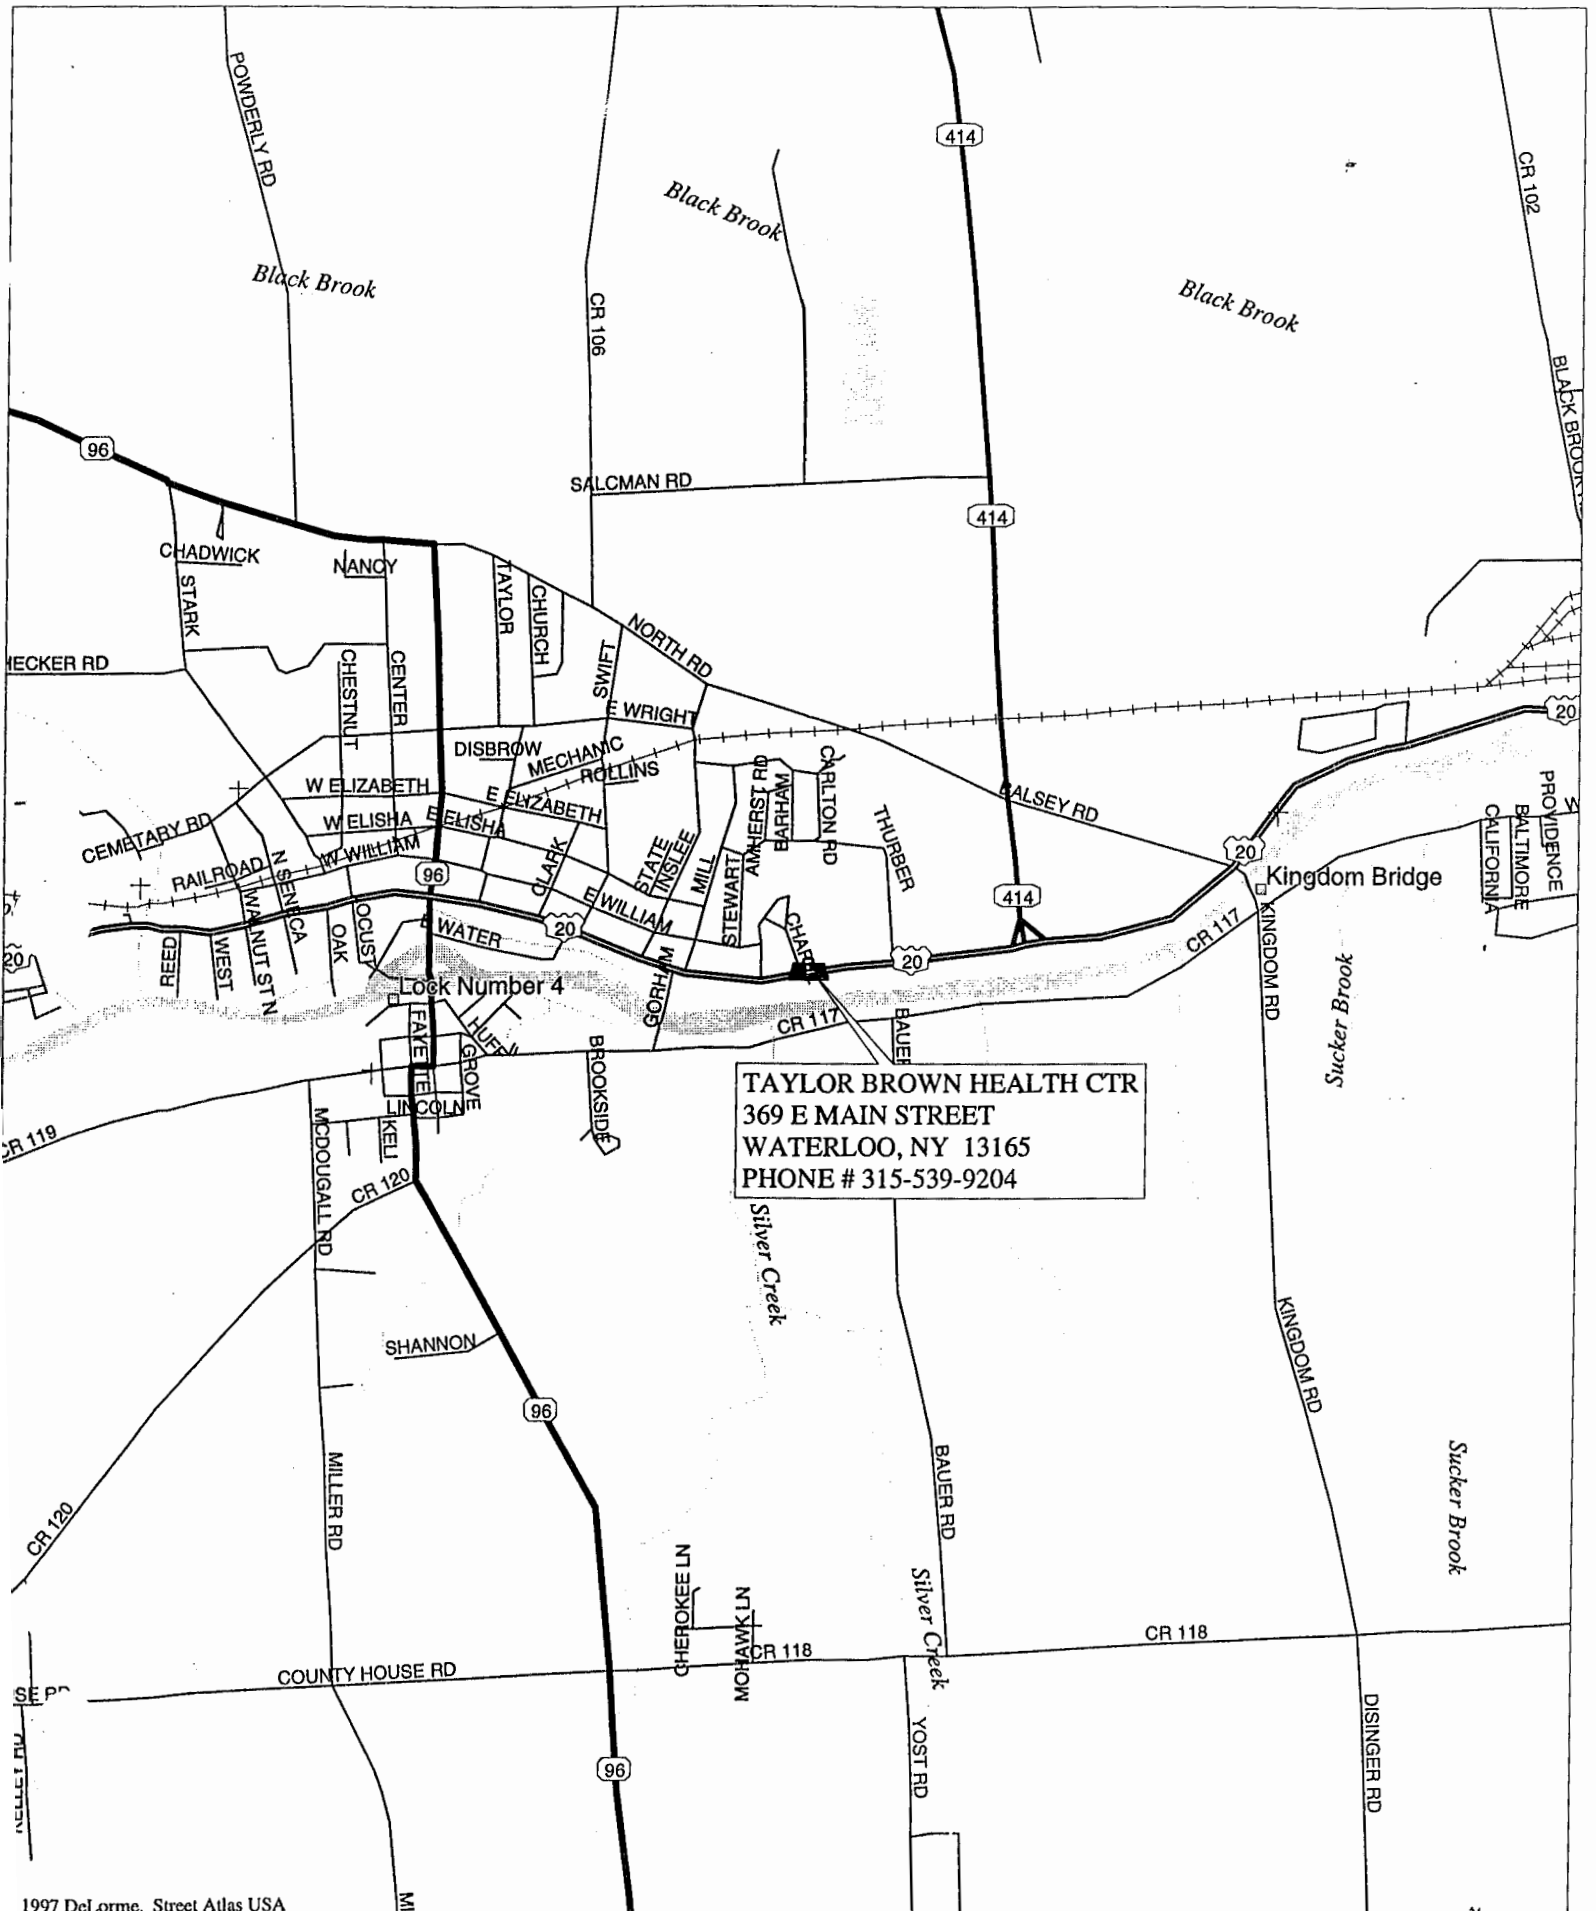 POWDERLY RD
414
CR 102
Black Brook
Black Brook
Black Brook
CR 106
96
SALCMAN RD
414
CHADWICK
NANCY
STARK
TAYLOR
CHURCH
NORTH RD
SWIFT
HECKER RD
CHESTNUT
CENTER
E WRIGHT
20
DISBROW
MECHANIC
ROLLINS
W ELIZABETH
E ELIZABETH
AMHERST RD
BARHAM
CARLTON RD
BALSEY RD
PROVIDENCE
BALTIMORE
CALIFORNIA
W
W ELISHA
E ELISHA
CEMETARY RD
THURBER
W WILLIAM
RAILROAD
N SENECA
CLARK
STATE
INSLEE
MILL
STEWART
20
96
Kingdom Bridge
414
WALNUT ST N
E WILLIAM
OCUST
OAK
E WATER
20
REED
WEST
CR 117
KINGDOM RD
20
20
GORHAM
Lock Number 4
Sucker Brook
FAYETTE
CR 117
BAUER
GROVE
BROOKSIDE
LINCOLN
KELI
MCDOUGALL RD
CR 119
TAYLOR BROWN HEALTH CTR
369 E MAIN STREET
WATERLOO, NY 13165
PHONE # 315-539-9204
CR 120
Silver Creek
SHANNON
KINGDOM RD
96
MILLER RD
BAUER RD
Sucker Brook
CR 120
CHEROKEE LN
MOHAWK LN
Silver Creek
CR 118
CR 118
COUNTY HOUSE RD
YOST RD
DISINGER RD
96
MI
1997 DeLorme. Street Atlas USA